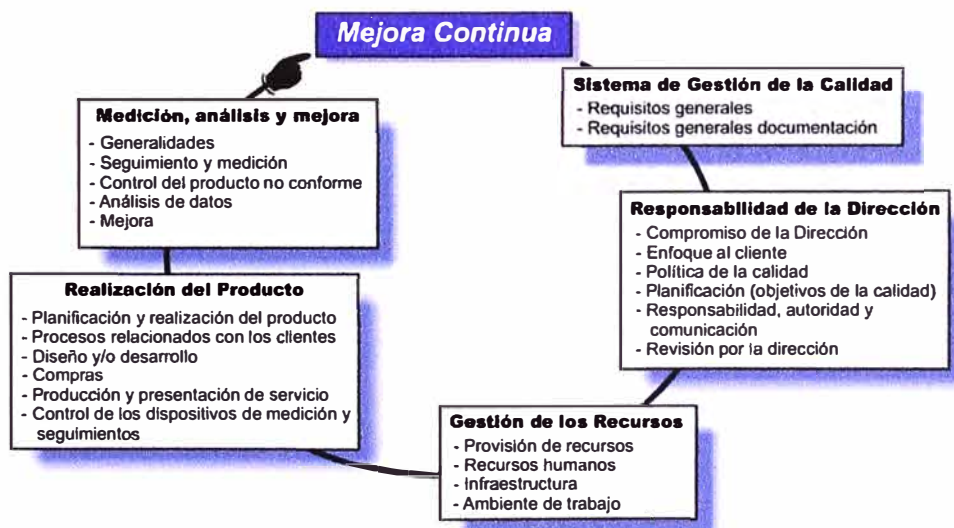 Mejora Continua
Sistema de Gestión de la Calidad
- Requisitos generales
- Requisitos generales documentación
Responsabilidad de la Dirección
- Compromiso de la Dirección
- Enfoque al cliente
- Política de la calidad
- Planificación (objetivos de la calidad)
- Responsabilidad, autoridad y
comunicación
- Revisión por la dirección
Gestión de los Recursos
- Provisión de recursos
- Recursos humanos
- Infraestructura
- Ambiente de trabajo
Realización del Producto
- Planificación y realización del producto
- Procesos relacionados con los clientes
- Diseño y/o desarrollo
- Compras
- Producción y presentación de servicio
- Control de los dispositivos de medición y
seguimientos
Medición, análisis y mejora
- Generalidades
- Seguimiento y medición
- Control del producto no conforme
- Análisis de datos
- Mejora